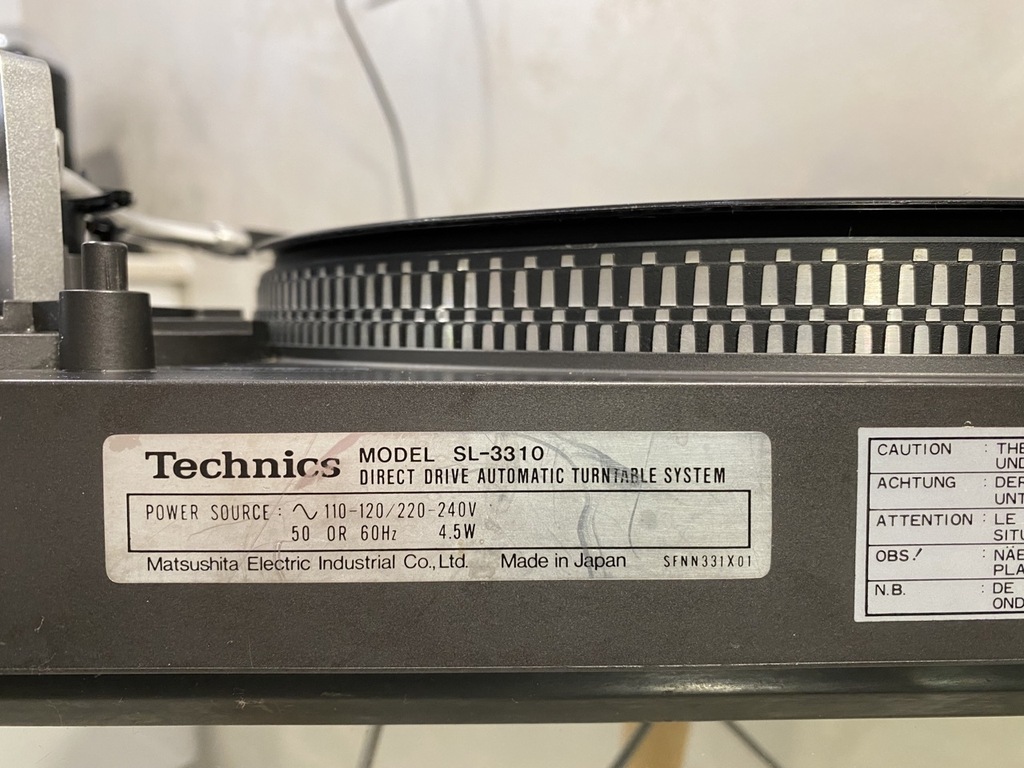 Technics MODEL SL-3310
DIRECT DRIVE AUTOMATIC TURNTABLE SYSTEM
POWER SOURCE : ∿ 110-120/220-240V
50 OR 60Hz 4.5W
Matsushita Electric Industrial Co., Ltd. Made in Japan SFNN331X01
CAUTION : THE
UND
ACHTUNG : DER
UNT
ATTENTION : LE
SITU
OBS.! : NÄE
PLA
N.B. : DE
OND